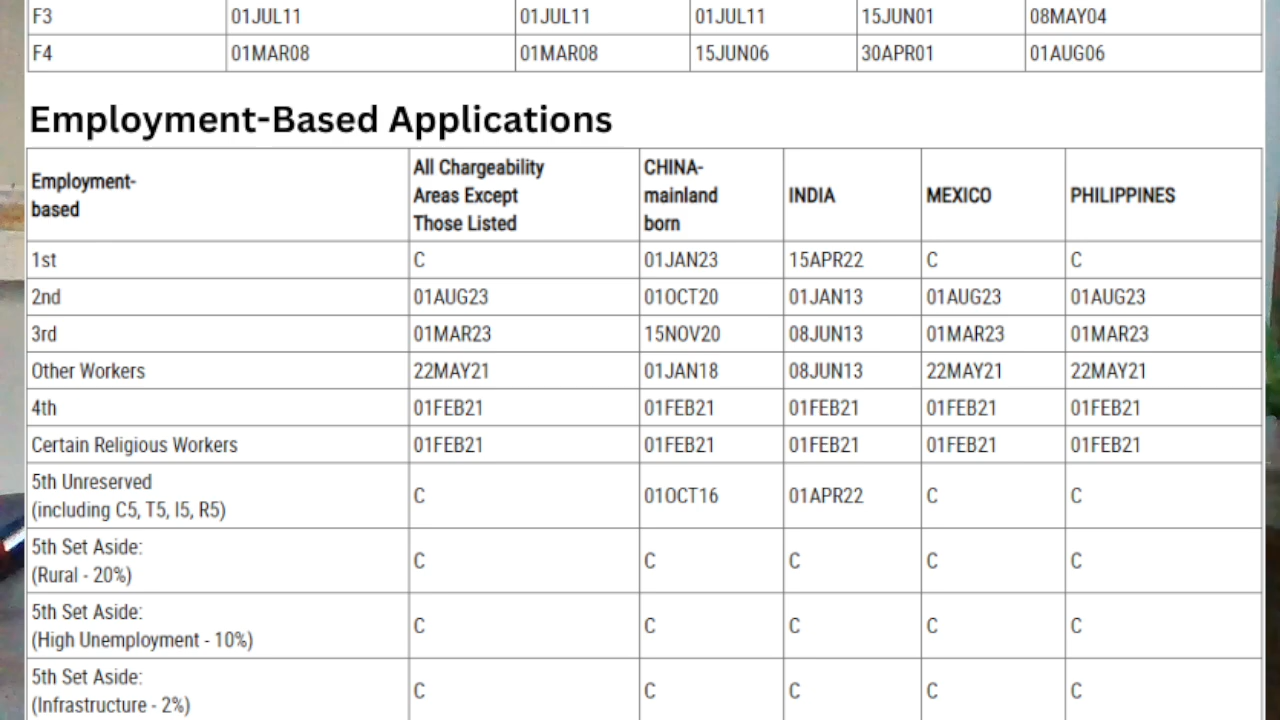 F3 01JUL11 01JUL11 01JUL11 15JUN01 08MAY04
F4 01MAR08 01MAR08 15JUN06 30APR01 01AUG06
Employment-Based Applications
Employment-
based
All Chargeability
Areas Except
Those Listed
CHINA-
mainland
born
INDIA
MEXICO
PHILIPPINES
1st C 01JAN23 15APR22 C C
2nd 01AUG23 01OCT20 01JAN13 01AUG23 01AUG23
3rd 01MAR23 15NOV20 08JUN13 01MAR23 01MAR23
Other Workers 22MAY21 01JAN18 08JUN13 22MAY21 22MAY21
4th 01FEB21 01FEB21 01FEB21 01FEB21 01FEB21
Certain Religious Workers 01FEB21 01FEB21 01FEB21 01FEB21 01FEB21
5th Unreserved
(including C5, T5, I5, R5)
C 01OCT16 01APR22 C C
5th Set Aside:
(Rural - 20%)
C C C C C
5th Set Aside:
(High Unemployment - 10%)
C C C C C
5th Set Aside:
(Infrastructure - 2%)
C C C C C